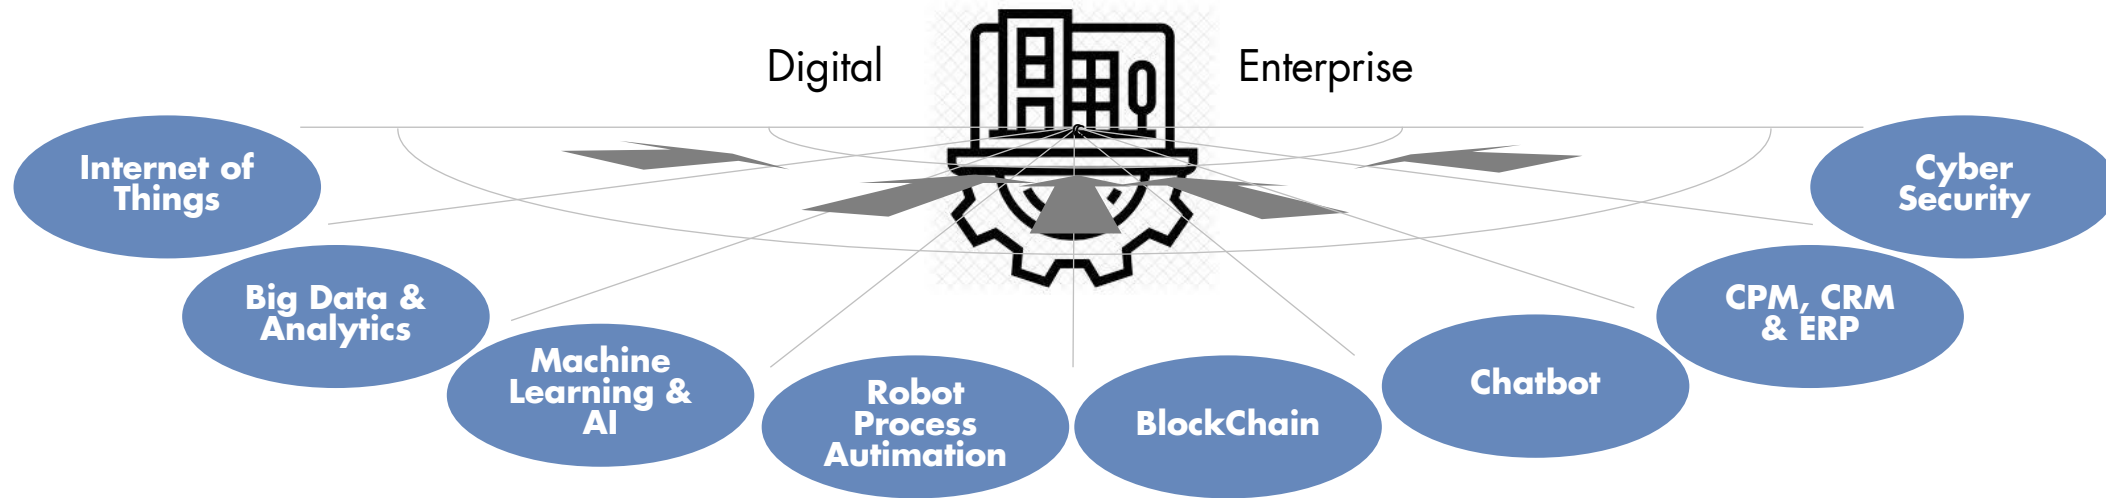 Digital
Enterprise
Internet of
Things
Cyber
Security
Big Data &
Analytics
CPM, CRM
& ERP
Machine
Learning &
AI
Chatbot
Robot
Process
Autimation
BlockChain